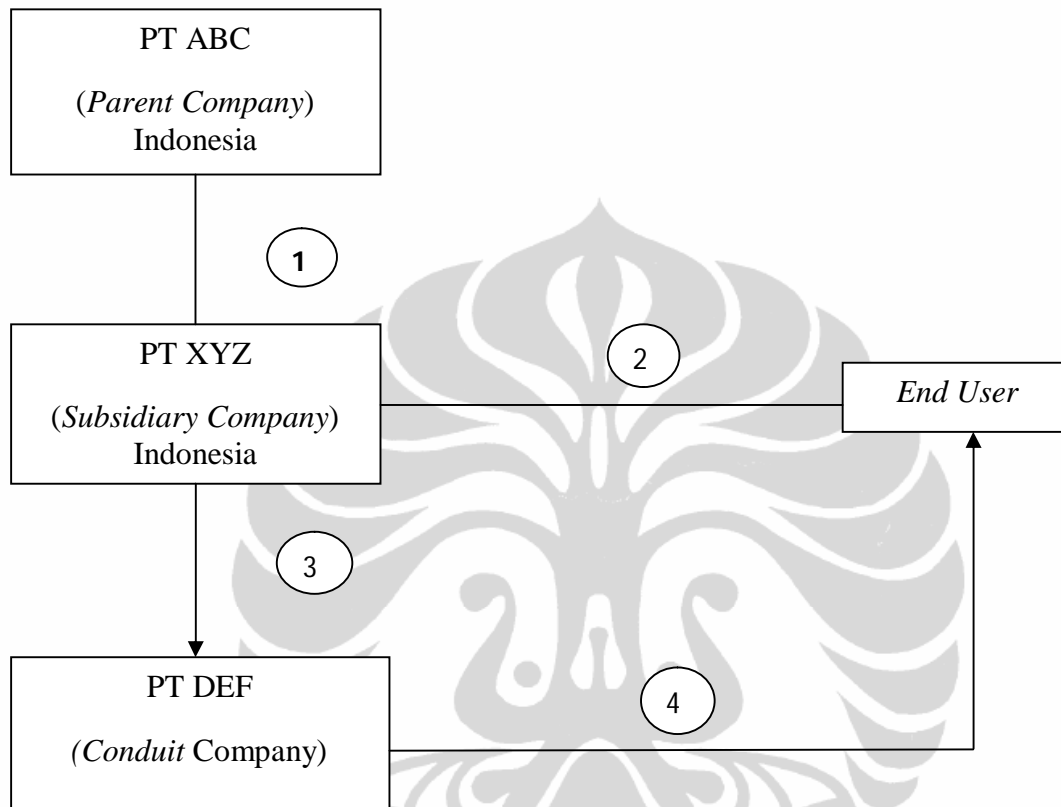 PT ABC
(Parent Company)
Indonesia
1
PT XYZ
(Subsidiary Company)
Indonesia
2
End User
3
PT DEF
(Conduit Company)
4